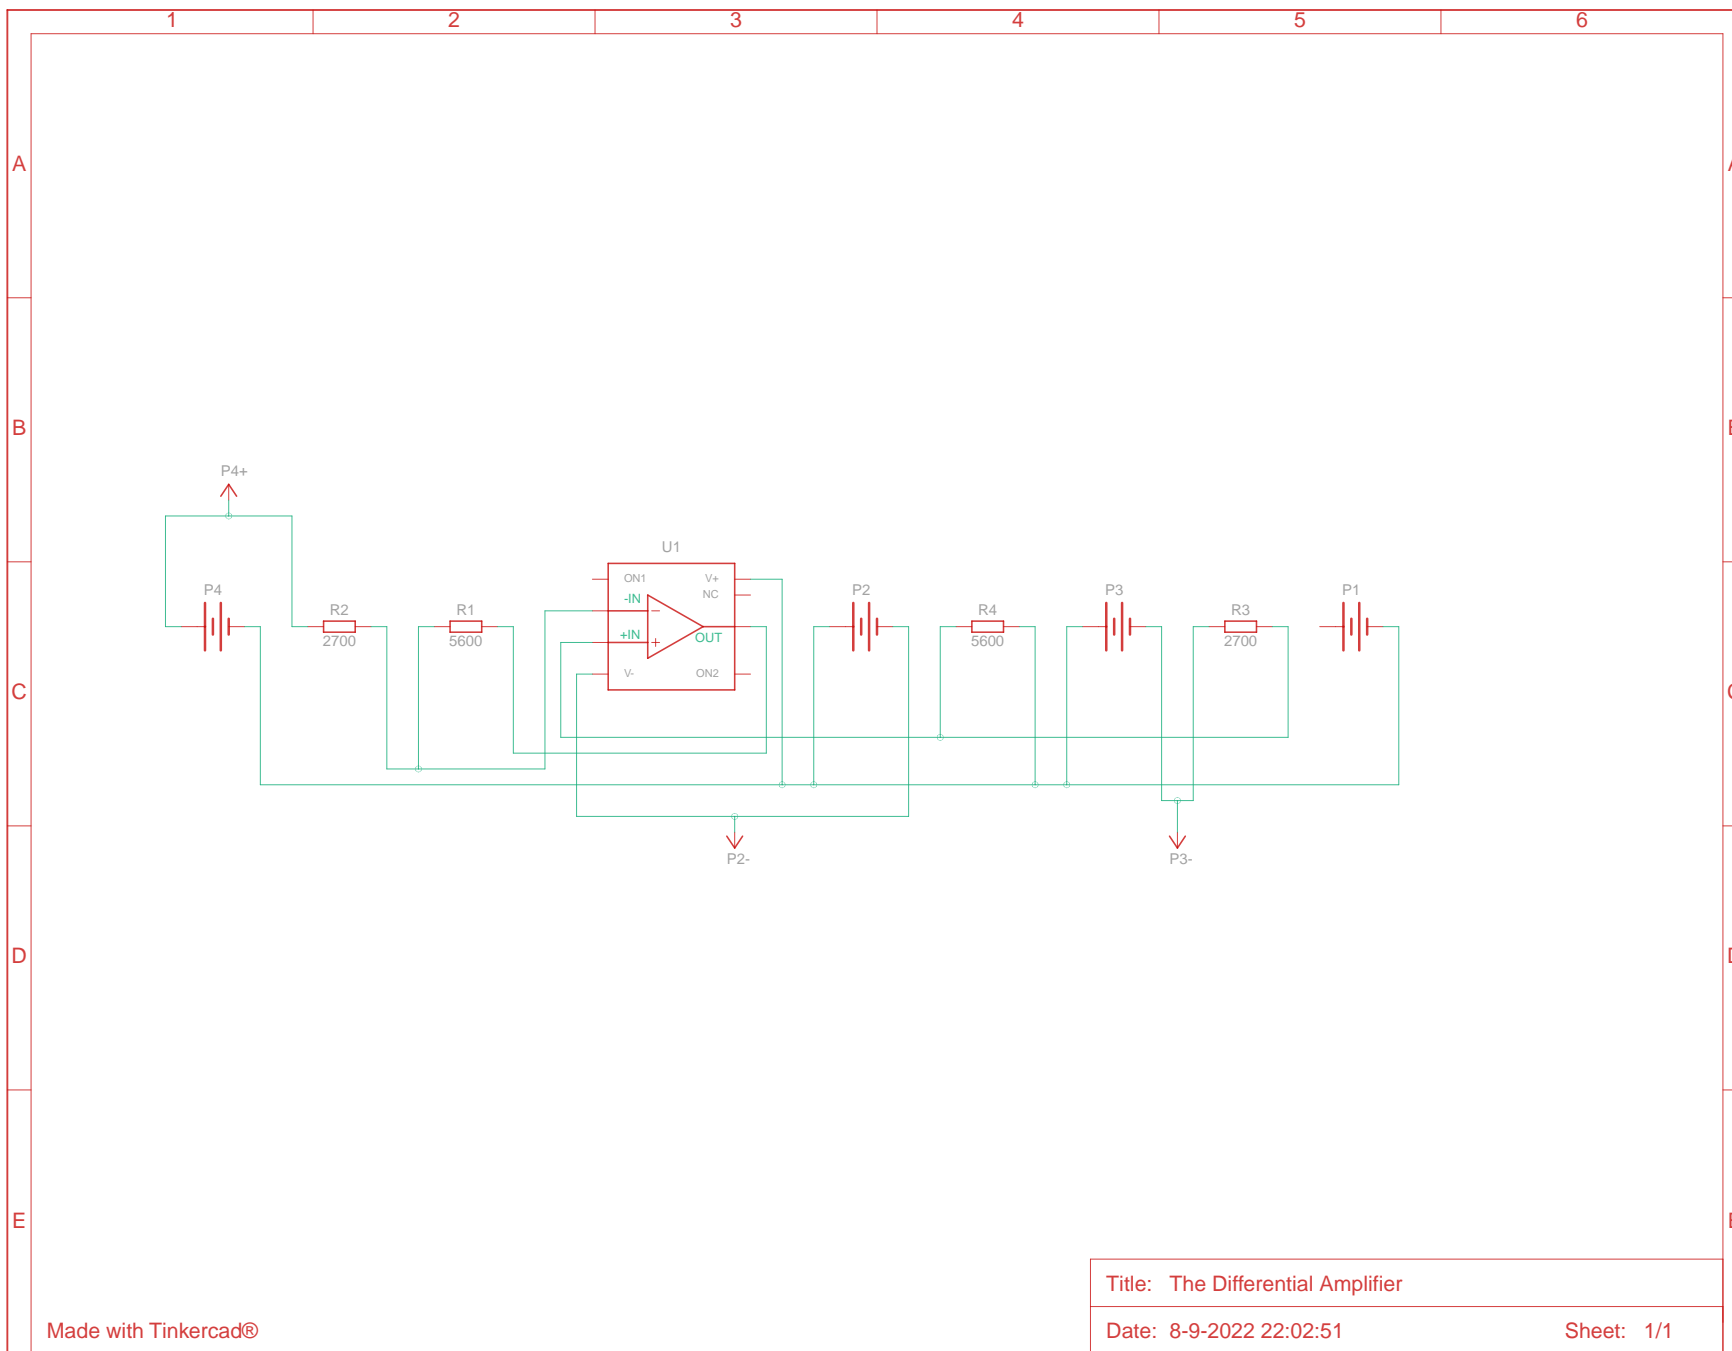 1 2 3 4 5 6
A A
B B
P4+
U1
P4 R2 R1 P2 R4 P3 R3 P1
2700 5600 5600 2700
ON1 V+
-IN NC
+IN OUT
V- ON2
C C
P2- P3-
D D
E E
Title: The Differential Amplifier
Made with Tinkercad® Date: 8-9-2022 22:02:51 Sheet: 1/1